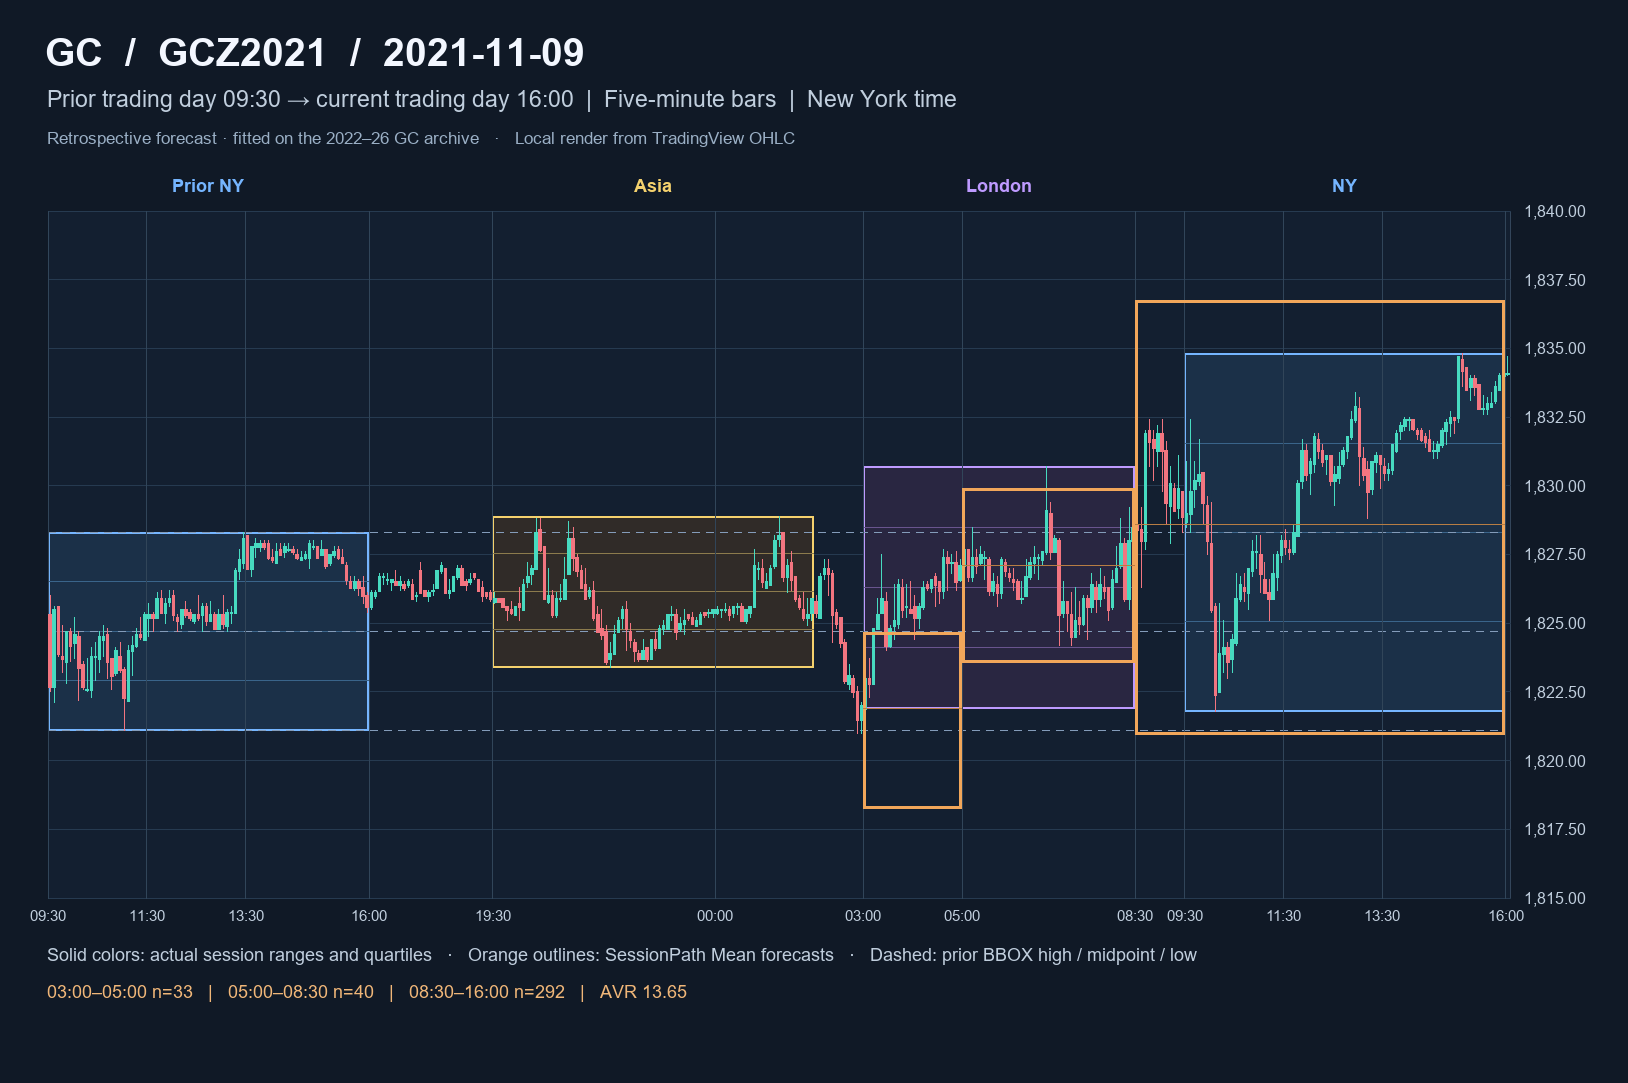 GC / GCZ2021 / 2021-11-09
Prior trading day 09:30 → current trading day 16:00 | Five-minute bars | New York time
Retrospective forecast · fitted on the 2022–26 GC archive · Local render from TradingView OHLC
Prior NY
Asia
London
NY
1,840.00
1,837.50
1,835.00
1,832.50
1,830.00
1,827.50
1,825.00
1,822.50
1,820.00
1,817.50
1,815.00
09:30 11:30 13:30 16:00 19:30 00:00 03:00 05:00 08:30 09:30 11:30 13:30 16:00
Solid colors: actual session ranges and quartiles · Orange outlines: SessionPath Mean forecasts · Dashed: prior BBOX high / midpoint / low
03:00–05:00 n=33 | 05:00–08:30 n=40 | 08:30–16:00 n=292 | AVR 13.65